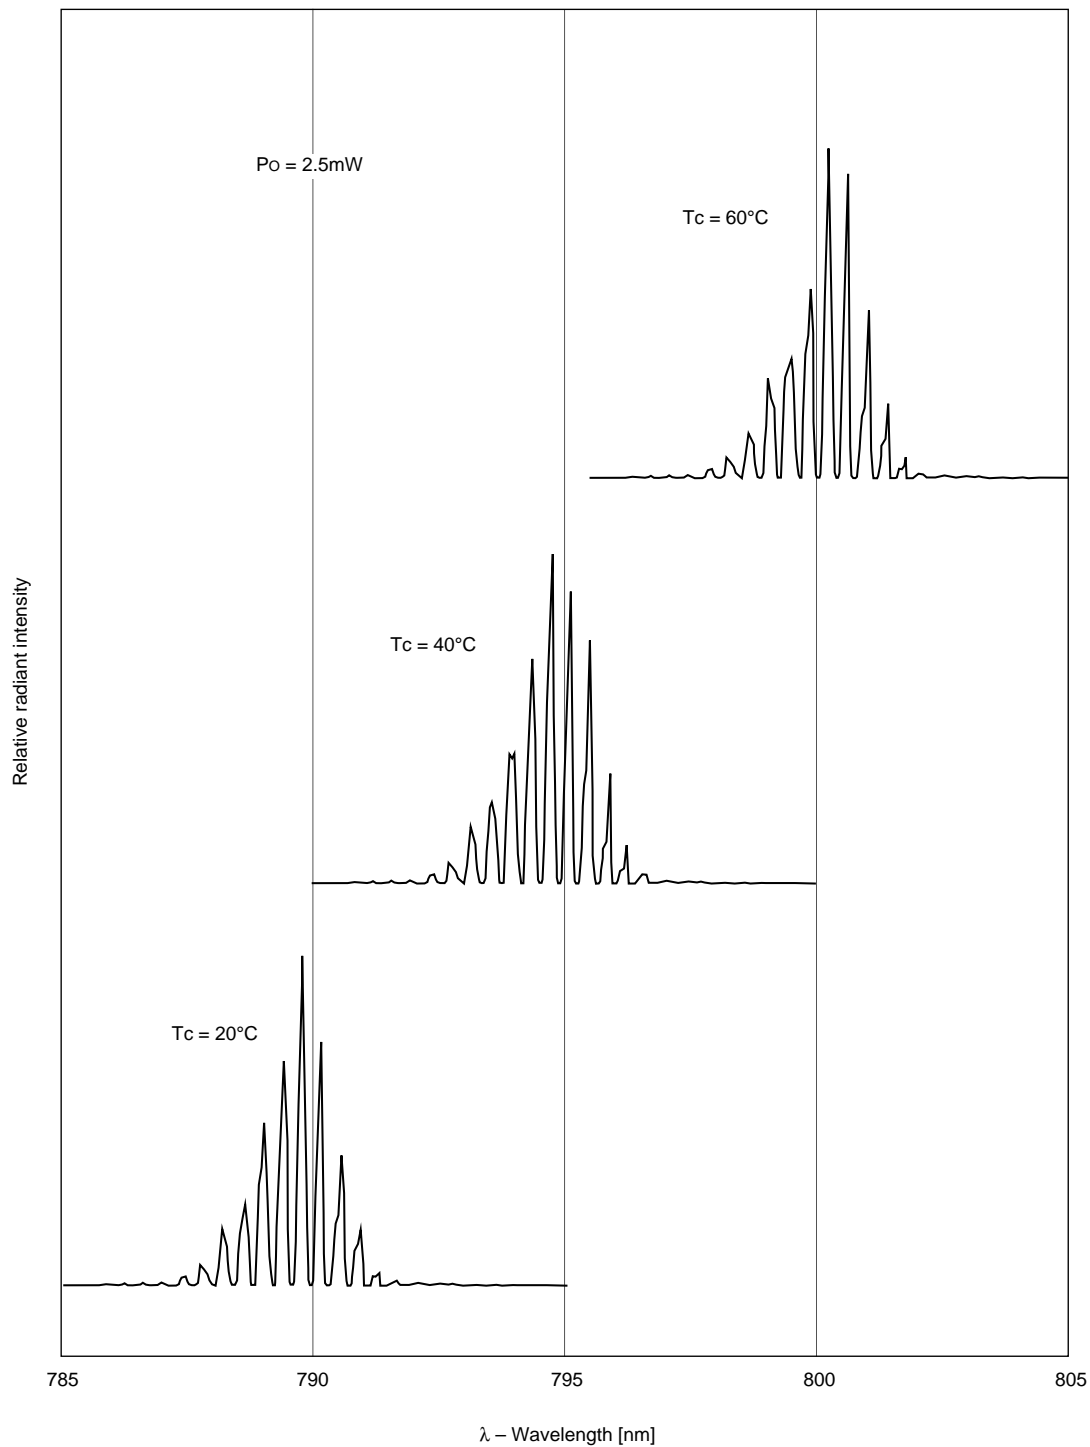 Po = 2.5mW
Tc = 60°C
Tc = 40°C
Tc = 20°C
Relative radiant intensity
785 790 795 800 805
λ – Wavelength [nm]